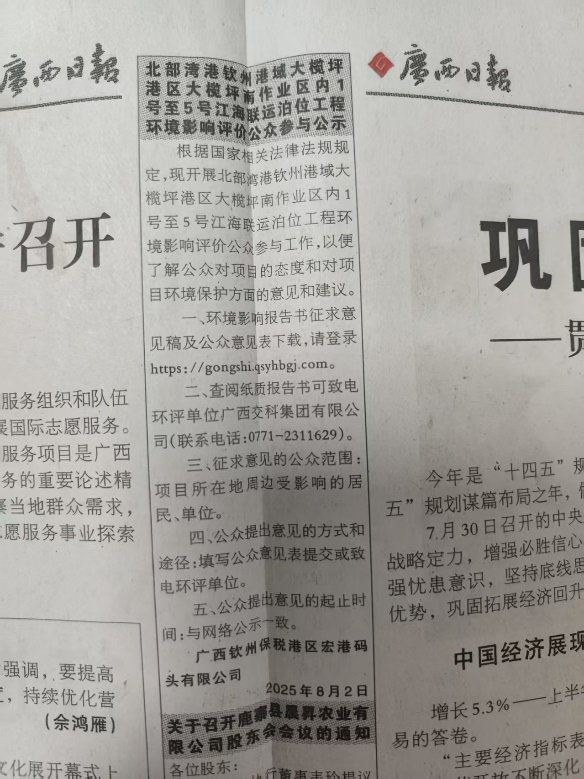 廣西日報
召开
服务组织和队伍
展国际志愿服务。
服务项目是广西
务的重要论述精
寨当地群众需求，
志愿服务事业探索
强调，要提高
，持续优化营
（佘鸿雁）
文化展开幕式上
北部湾港钦州港域大榄坪
港区大榄坪南作业区内1
号至5号江海联运泊位工程
环境影响评价公众参与公示
根据国家相关法律法规规
定，现开展北部湾港钦州港域大
榄坪港区大榄坪南作业区内1
号至5号江海联运泊位工程环
境影响评价公众参与工作，以便
了解公众对项目的态度和对项
目环境保护方面的意见和建议。
一、环境影响报告书征求意
见稿及公众意见表下载，请登录
https://gongshi.qsyhbgj.com。
二、查阅纸质报告书可致电
环评单位广西交科集团有限公
司（联系电话：0771-2311629）。
三、征求意见的公众范围：
项目所在地周边受影响的居
民、单位。
四、公众提出意见的方式和
途径：填写公众意见表提交或致
电环评单位。
五、公众提出意见的起止时
间：与网络公示一致。
广西钦州保税港区宏港码
头有限公司
2025年8月2日
关于召开鹿寨县晨昇农业有
限公司股东会会议的通知
各位股东：
廣西日報
巩
——贯
今年是“十四五”规
五”规划谋篇布局之年，
7月30日召开的中央
战略定力，增强必胜信心，
强忧患意识，坚持底线思
优势，巩固拓展经济回升
中国经济展现
增长5.3%——上半年
易的答卷。
“主要经济指标表
不断深化